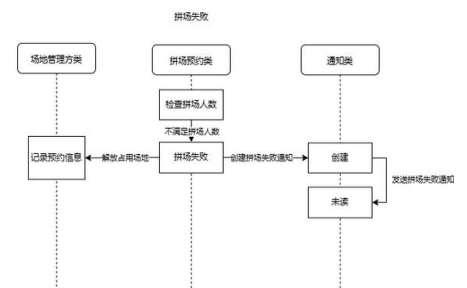 拼场失败
场地管理方类
拼场预约类
通知类
检查拼场人数
不满足拼场人数
记录预约信息
解放占用场地
拼场失败
创建拼场失败通知
创建
发送拼场失败通知
未读